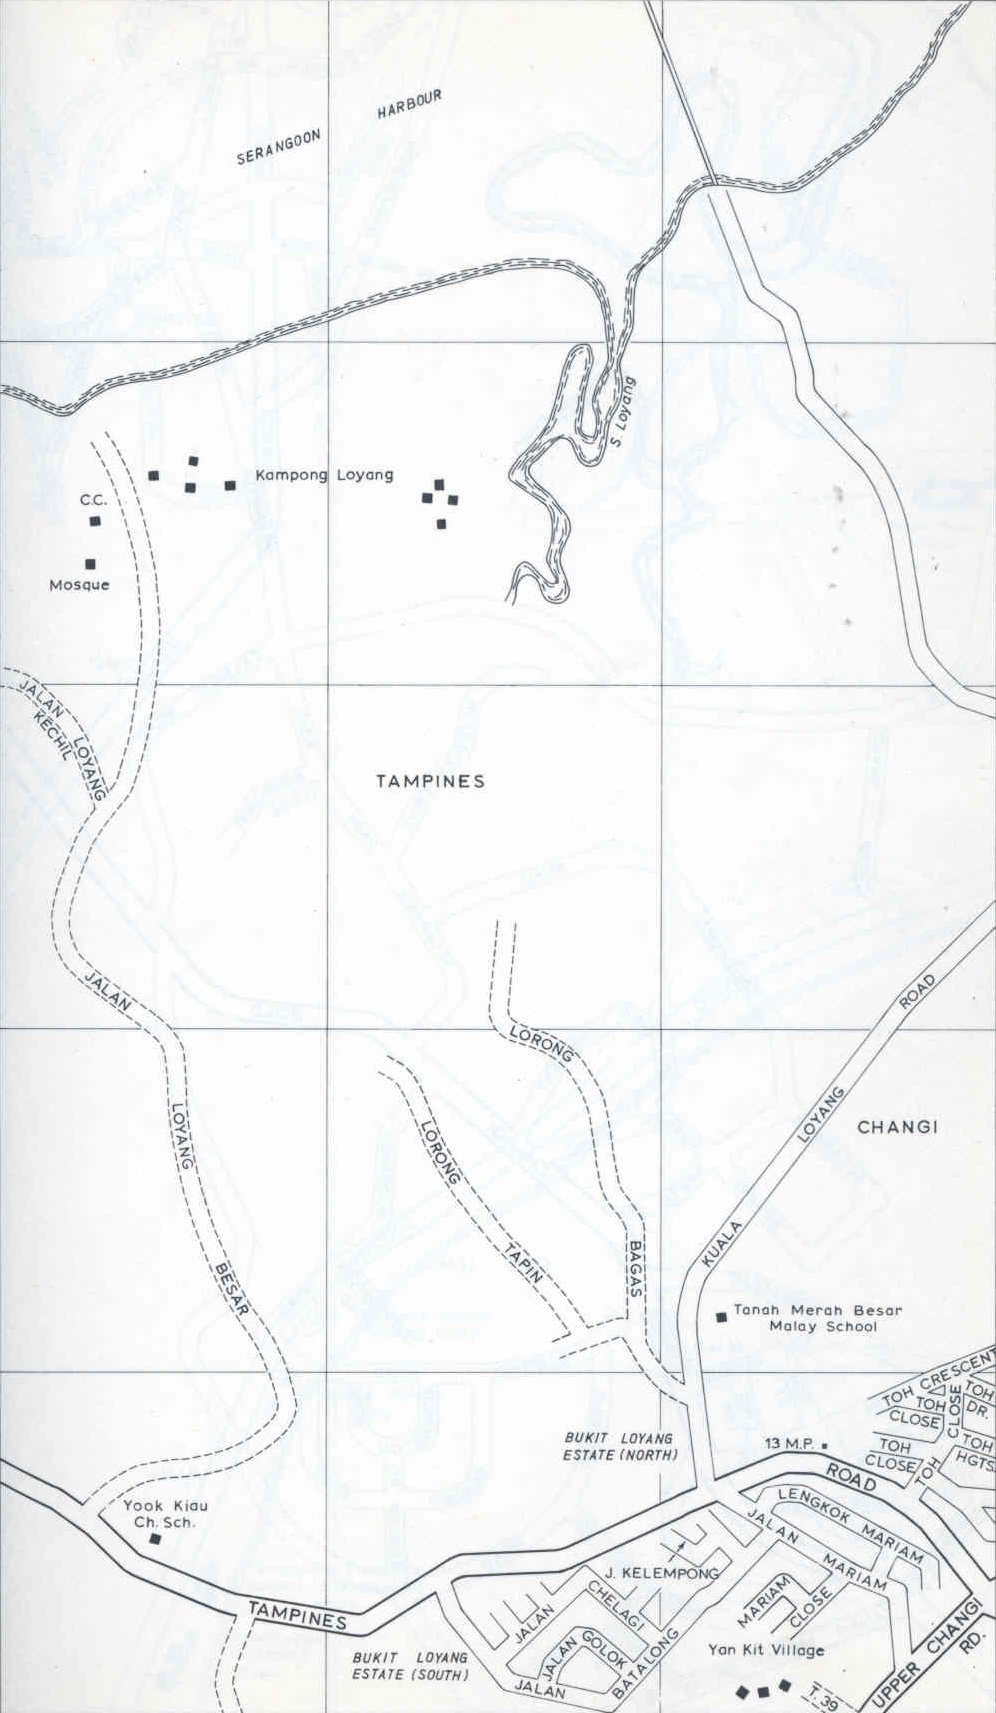 SERANGOON HARBOUR
S. Loyang
Kampong Loyang
C.C.
Mosque
JALAN LOYANG
KECHIL
TAMPINES
JALAN LOYANG BESAR
LORONG BAGAS
LORONG TAPIN
KUALA LOYANG ROAD
CHANGI
Tanah Merah Besar
Malay School
TOH CRESCENT
TOH
CLOSE
CLOSE
TOH
DR.
TOH
CLOSE
TOH
TOH
HGTS.
BUKIT LOYANG
ESTATE (NORTH)
13 M.P.
TAMPINES ROAD
LENGKOK MARIAM
JALAN MARIAM
Yook Kiau
Ch. Sch.
J. KELEMPONG
MARIAM
CLOSE
JALAN
CHELAGI
JALAN
GOLOK
JALAN BATALONG
BUKIT LOYANG
ESTATE (SOUTH)
Yan Kit Village
T. 39
UPPER CHANGI
RD.